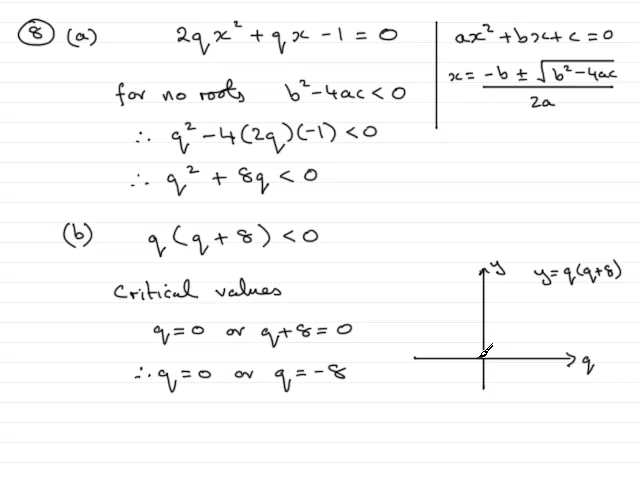 8 (a) 2qx² + qx - 1 = 0
for no roots b² - 4ac < 0
∴ q² - 4(2q)(-1) < 0
∴ q² + 8q < 0
ax² + bx + c = 0
x = -b ± √b² - 4ac
2a
(b) q(q + 8) < 0
Critical values
q = 0 or q + 8 = 0
∴ q = 0 or q = -8
y y = q(q+8)
q